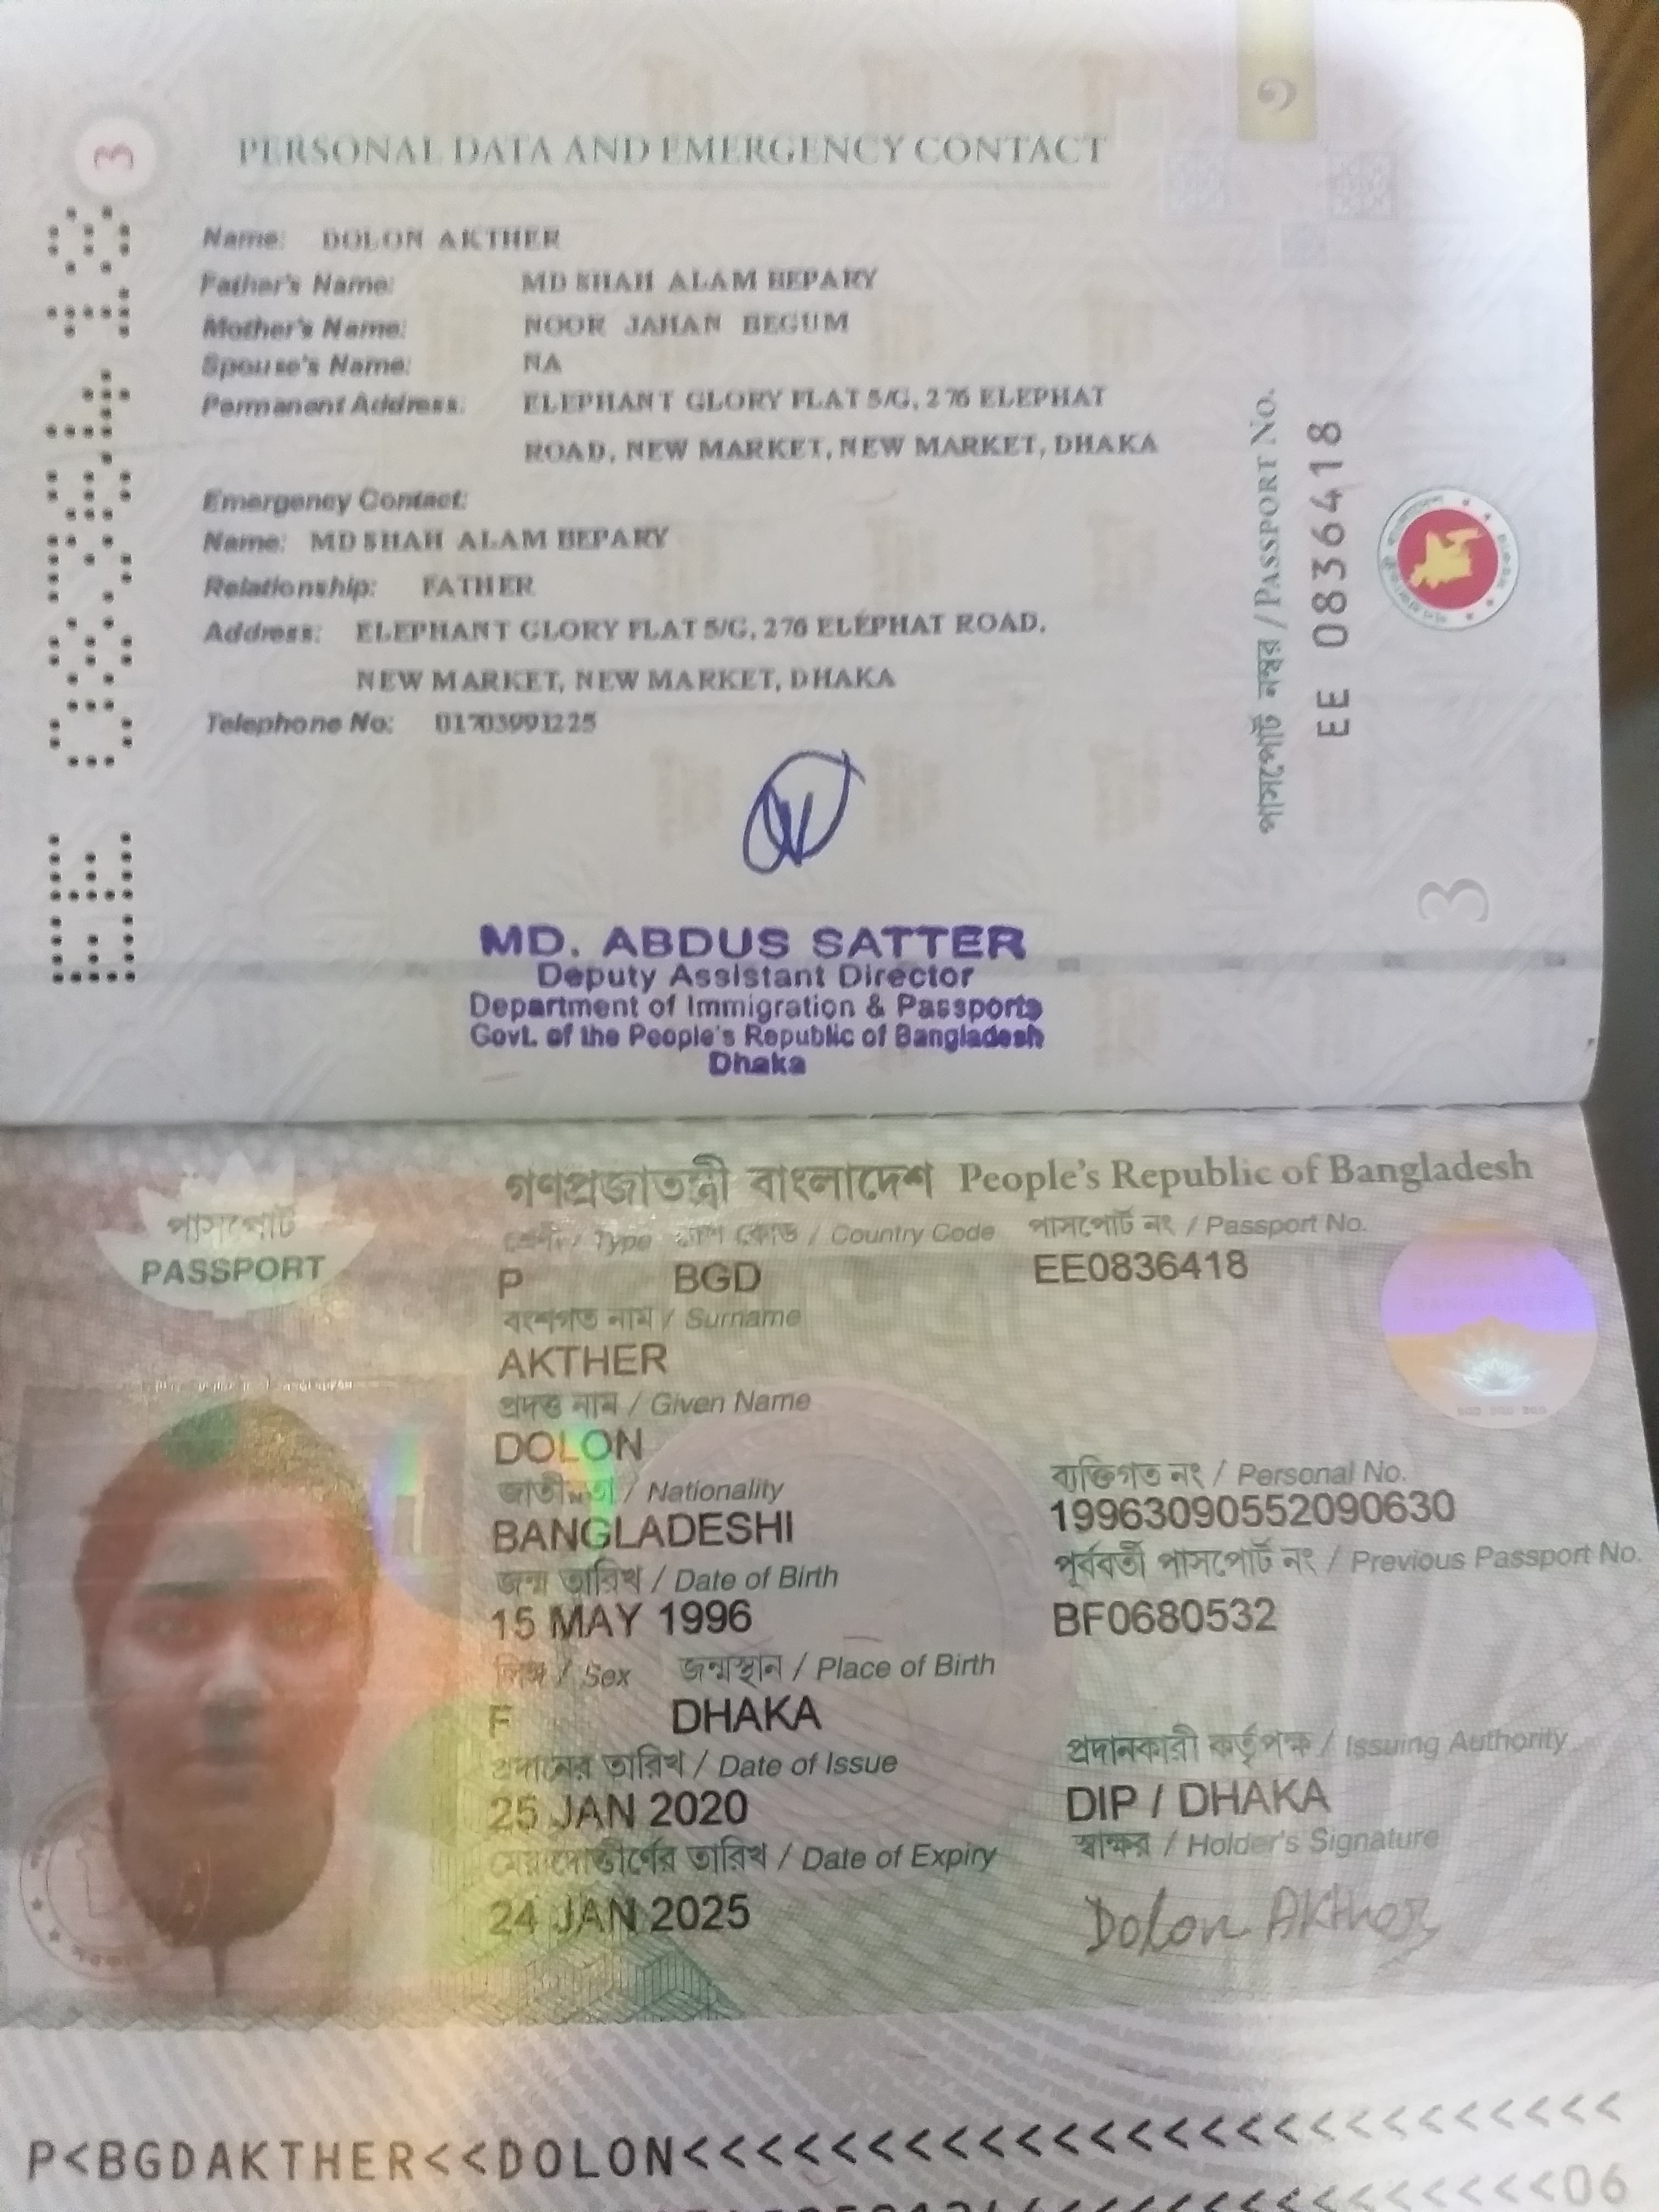 3
PERSONAL DATA AND EMERGENCY CONTACT
Name: DOLON AKTHER
Father's Name: MD SHAH ALAM BEPARY
Mother's Name: NOOR JAHAN BEGUM
Spouse's Name: NA
Permanent Address: ELEPHANT GLORY FLAT 5/G, 276 ELEPHAT
ROAD, NEW MARKET, NEW MARKET, DHAKA
Emergency Contact:
Name: MD SHAH ALAM BEPARY
Relationship: FATHER
Address: ELEPHANT GLORY FLAT 5/G, 276 ELEPHAT ROAD.
NEW MARKET, NEW MARKET, DHAKA
Telephone No: 01703991225
পাসপোর্ট নম্বর / PASSPORT NO.
EE 0836418
3
MD. ABDUS SATTER
Deputy Assistant Director
Department of Immigration & Passports
Govt. of the People's Republic of Bangladesh
Dhaka
পাসপোর্ট
PASSPORT
গণপ্রজাতন্ত্রী বাংলাদেশ People's Republic of Bangladesh
শ্রেণী / Type দেশ কোড / Country Code পাসপোর্ট নং / Passport No.
P BGD EE0836418
বংশগত নাম / Surname
AKTHER
প্রদত্ত নাম / Given Name
DOLON
জাতীয়তা / Nationality
BANGLADESHI
ব্যক্তিগত নং / Personal No.
19963090552090630
জন্ম তারিখ / Date of Birth
15 MAY 1996
পূর্ববর্তী পাসপোর্ট নং / Previous Passport No.
BF0680532
লিঙ্গ / Sex জন্মস্থান / Place of Birth
F DHAKA
প্রদানের তারিখ / Date of Issue
25 JAN 2020
প্রদানকারী কর্তৃপক্ষ / Issuing Authority
DIP / DHAKA
মেয়াদোত্তীর্ণের তারিখ / Date of Expiry
24 JAN 2025
স্বাক্ষর / Holder's Signature
Dolon Akther
P<BGDAKTHER<<DOLON<<<<<<<<<<<<<<<<<<<<<<<<<<